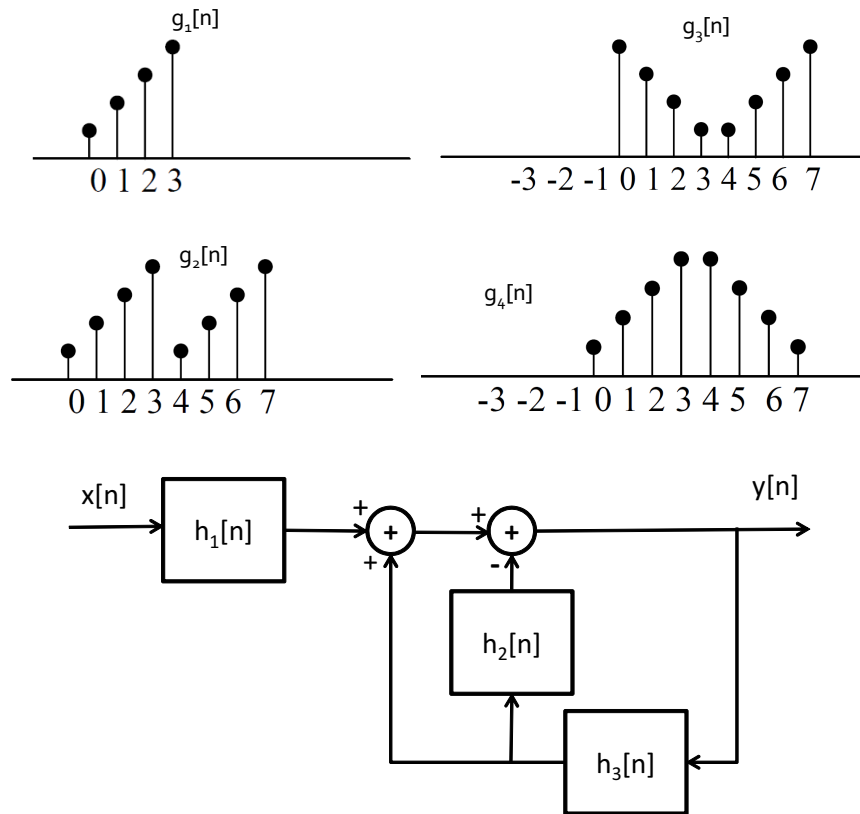 g₁[n]
0 1 2 3
g₃[n]
-3 -2 -1 0 1 2 3 4 5 6 7
g₂[n]
0 1 2 3 4 5 6 7
g₄[n]
-3 -2 -1 0 1 2 3 4 5 6 7
x[n]
h₁[n]
+
+
+
+
+
-
y[n]
h₂[n]
h₃[n]